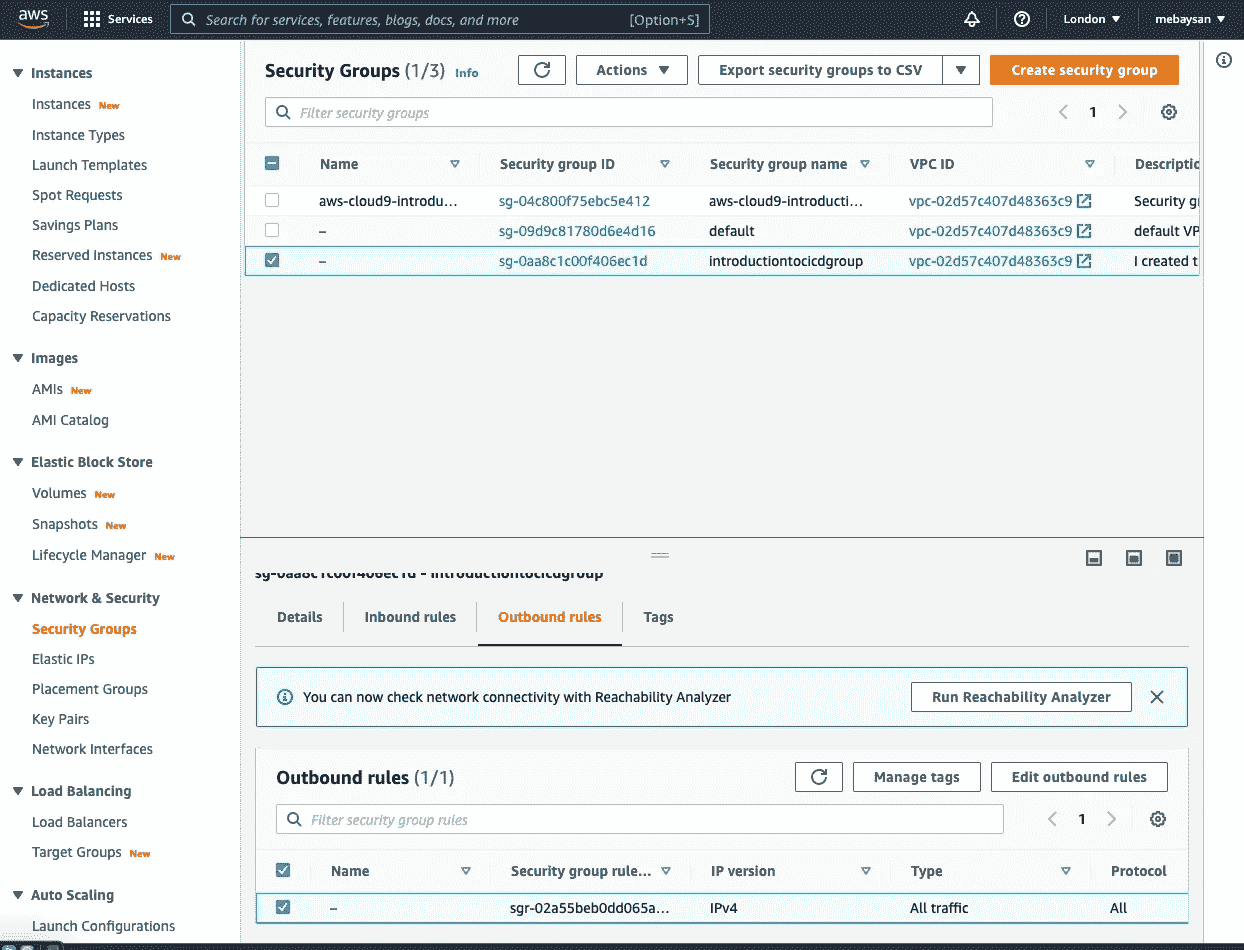 aws Services Search for services, features, blogs, docs, and more [Option+S] London mebaysan
Instances
Instances New
Instance Types
Launch Templates
Spot Requests
Savings Plans
Reserved Instances New
Dedicated Hosts
Capacity Reservations
Images
AMIs New
AMI Catalog
Elastic Block Store
Volumes New
Snapshots New
Lifecycle Manager New
Network & Security
Security Groups
Elastic IPs
Placement Groups
Key Pairs
Network Interfaces
Load Balancing
Load Balancers
Target Groups New
Auto Scaling
Launch Configurations
Security Groups (1/3) Info Actions Export security groups to CSV Create security group
Filter security groups 1
Name Security group ID Security group name VPC ID Descriptic
aws-cloud9-introdu... sg-04c800f75ebc5e412 aws-cloud9-introducti... vpc-02d57c407d48363c9 Security g
– sg-09d9c81780d6e4d16 default vpc-02d57c407d48363c9 default VP
– sg-0aa8c1c00f406ec1d introductiontocicdgroup vpc-02d57c407d48363c9 I created t
sg-0aa8c1c00f406ec1d - introductiontocicdgroup
Details Inbound rules Outbound rules Tags
You can now check network connectivity with Reachability Analyzer Run Reachability Analyzer
Outbound rules (1/1) Manage tags Edit outbound rules
Filter security group rules 1
Name Security group rule... IP version Type Protocol
– sgr-02a55beb0dd065a... IPv4 All traffic All